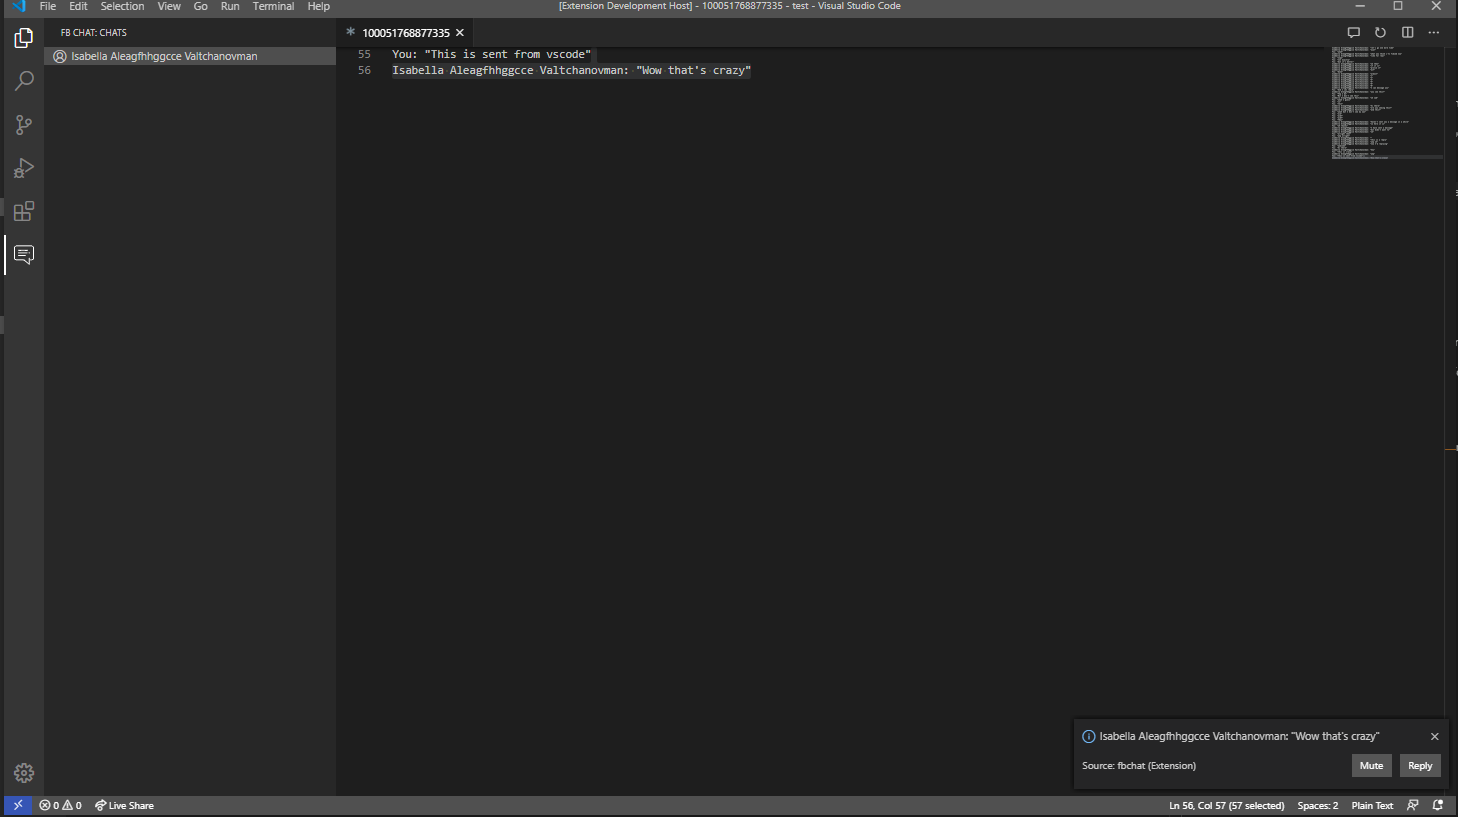 File Edit Selection View Go Run Terminal Help
[Extension Development Host] - 100051768877335 - test - Visual Studio Code
FB CHAT: CHATS
100051768877335
Isabella Aleagfhhggcce Valtchanovman
55 You: "This is sent from vscode"
56 Isabella Aleagfhhggcce Valtchanovman: "Wow that's crazy"
Isabella Aleagfhhggcce Valtchanovman: "Wow that's crazy"
Source: fbchat (Extension)
Mute
Reply
0 0 Live Share
Ln 56, Col 57 (57 selected) Spaces: 2 Plain Text